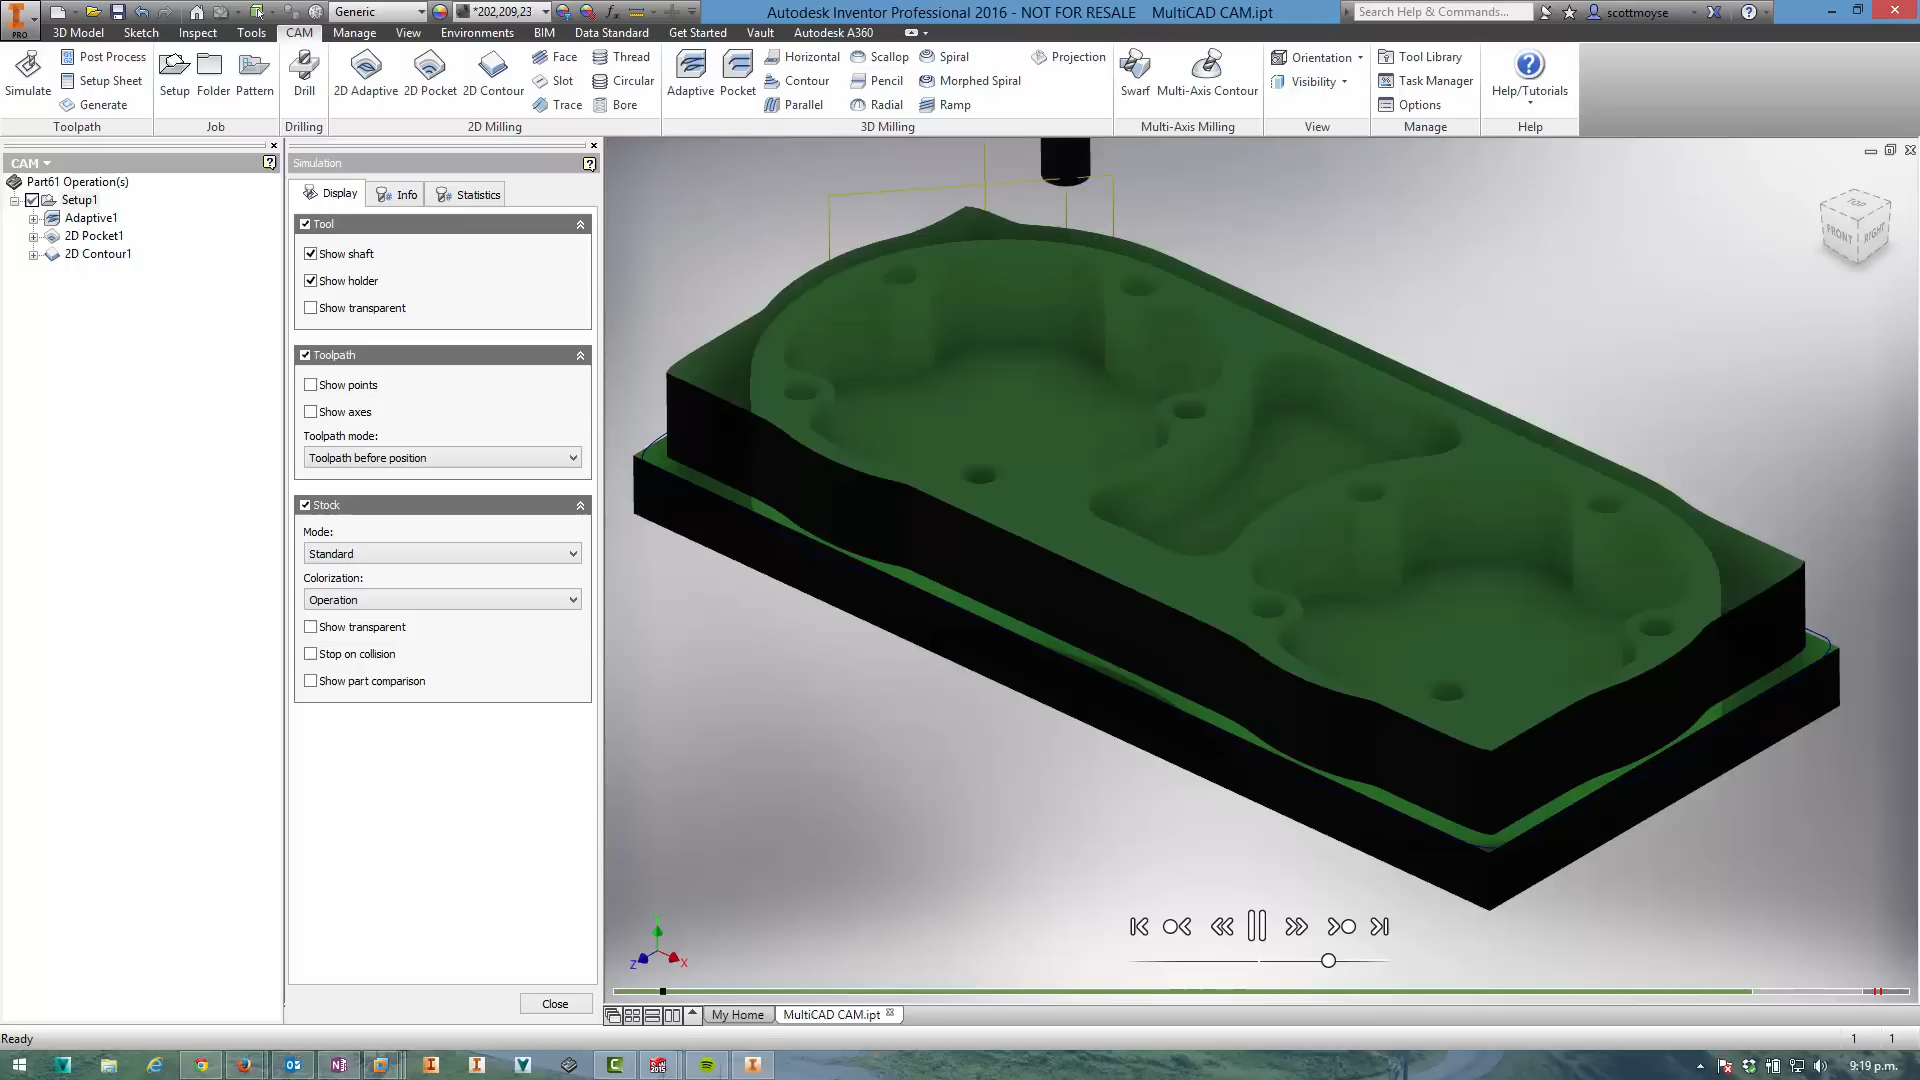 Generic
*202,209,23
Autodesk Inventor Professional 2016 - NOT FOR RESALE MultiCAD CAM.ipt
Search Help & Commands...
scottmoyse
PRO
3D Model
Sketch
Inspect
Tools
CAM
Manage
View
Environments
BIM
Data Standard
Get Started
Vault
Autodesk A360
Simulate
Post Process
Setup Sheet
Generate
Setup
Folder
Pattern
Drill
2D Adaptive
2D Pocket
2D Contour
Face
Slot
Trace
Thread
Circular
Bore
Adaptive
Pocket
Horizontal
Contour
Parallel
Scallop
Pencil
Radial
Spiral
Morphed Spiral
Ramp
Projection
Swarf
Multi-Axis Contour
Orientation
Visibility
Tool Library
Task Manager
Options
Help/Tutorials
Toolpath
Job
Drilling
2D Milling
3D Milling
Multi-Axis Milling
View
Manage
Help
CAM
Part61 Operation(s)
Setup1
Adaptive1
2D Pocket1
2D Contour1
Simulation
Display
Info
Statistics
Tool
Show shaft
Show holder
Show transparent
Toolpath
Show points
Show axes
Toolpath mode:
Toolpath before position
Stock
Mode:
Standard
Colorization:
Operation
Show transparent
Stop on collision
Show part comparison
Close
TOP
FRONT
RIGHT
Y
Z
X
My Home
MultiCAD CAM.ipt
Ready
1
1
2015
9:19 p.m.